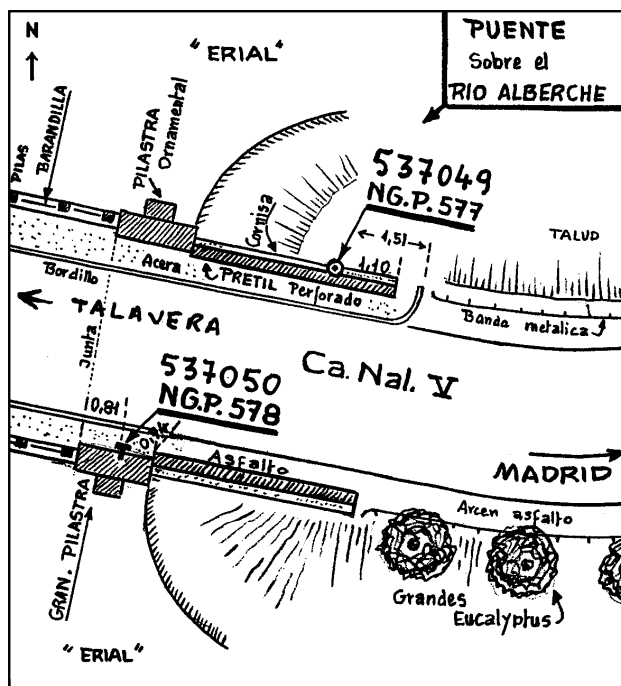 PUENTE
Sobre el
RIO ALBERCHE
N
"ERIAL"
PILAS
BARANDILLA
PILASTRA
Ornamental
537049
NG.P. 577
Cornisa
1,51
1,10
TALUD
Acera
PRETIL Perforado
Bordillo
Banda metalica
TALAVERA
Junta
Ca. Nal. V
537050
NG.P. 578
0,81
Asfalto
MADRID
GRAN. PILASTRA
Arcen asfalto
Grandes
Eucalyptus
"ERIAL"